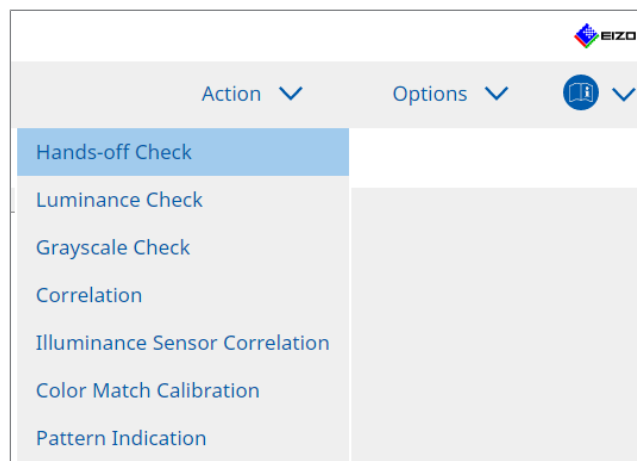 EIZO
Action
Options
Hands-off Check
Luminance Check
Grayscale Check
Correlation
Illuminance Sensor Correlation
Color Match Calibration
Pattern Indication